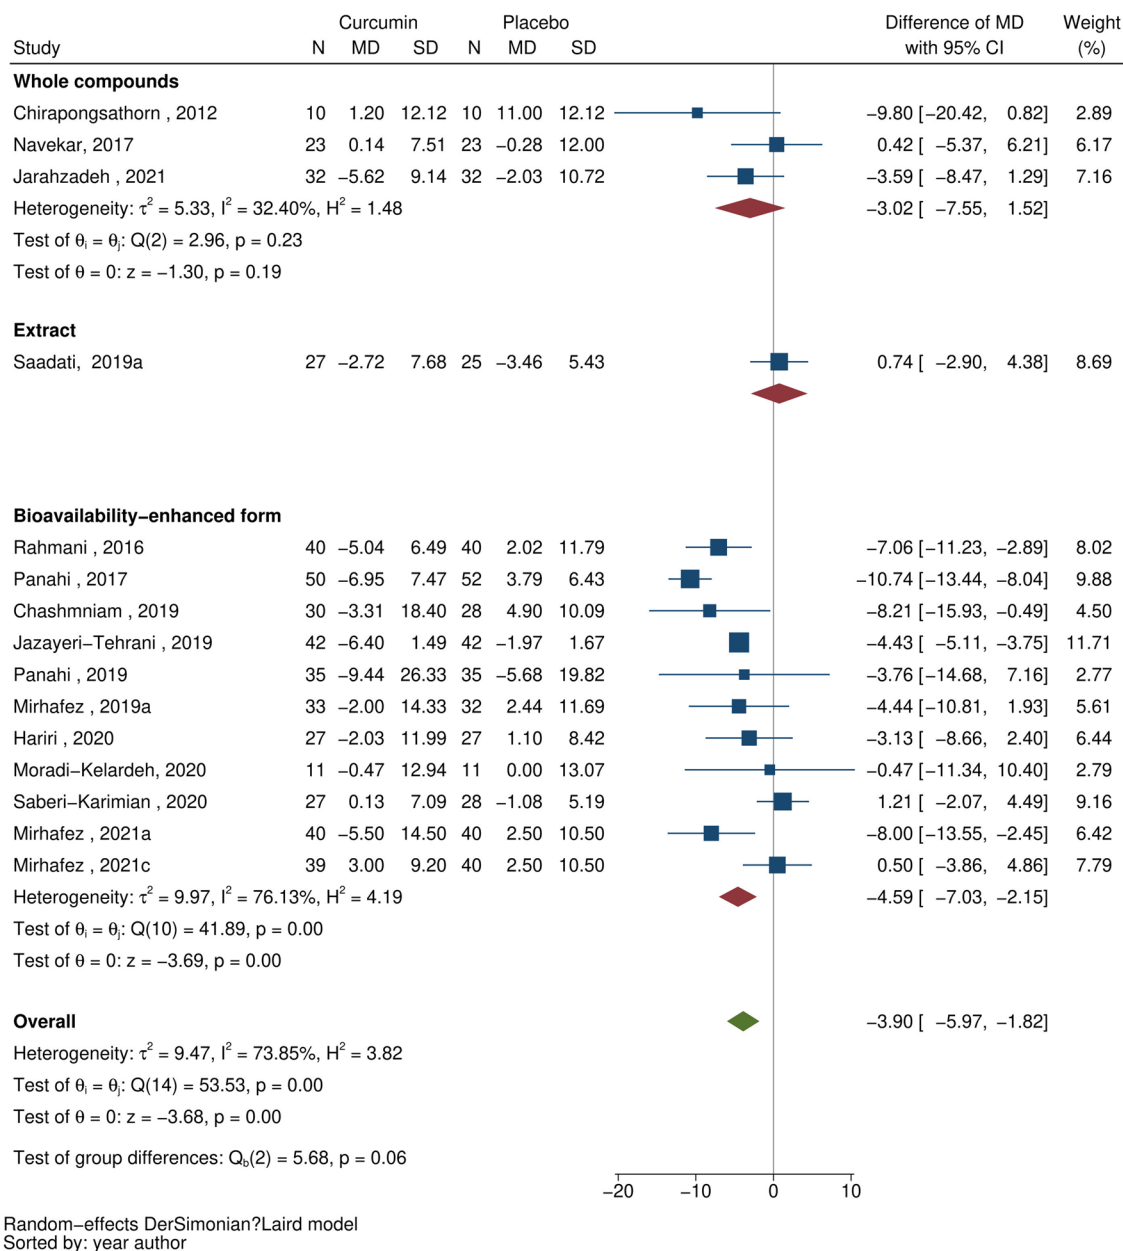 Curcumin Placebo Difference of MD Weight
Study N MD SD N MD SD with 95% CI (%)
Whole compounds
Chirapongsathorn , 2012 10 1.20 12.12 10 11.00 12.12 −9.80 [−20.42, 0.82] 2.89
Navekar, 2017 23 0.14 7.51 23 −0.28 12.00 0.42 [ −5.37, 6.21] 6.17
Jarahzadeh , 2021 32 −5.62 9.14 32 −2.03 10.72 −3.59 [ −8.47, 1.29] 7.16
Heterogeneity: τ² = 5.33, I² = 32.40%, H² = 1.48 −3.02 [ −7.55, 1.52]
Test of θᵢ = θⱼ: Q(2) = 2.96, p = 0.23
Test of θ = 0: z = −1.30, p = 0.19
Extract
Saadati, 2019a 27 −2.72 7.68 25 −3.46 5.43 0.74 [ −2.90, 4.38] 8.69
Bioavailability−enhanced form
Rahmani , 2016 40 −5.04 6.49 40 2.02 11.79 −7.06 [−11.23, −2.89] 8.02
Panahi , 2017 50 −6.95 7.47 52 3.79 6.43 −10.74 [−13.44, −8.04] 9.88
Chashmniam , 2019 30 −3.31 18.40 28 4.90 10.09 −8.21 [−15.93, −0.49] 4.50
Jazayeri−Tehrani , 2019 42 −6.40 1.49 42 −1.97 1.67 −4.43 [ −5.11, −3.75] 11.71
Panahi , 2019 35 −9.44 26.33 35 −5.68 19.82 −3.76 [−14.68, 7.16] 2.77
Mirhafez , 2019a 33 −2.00 14.33 32 2.44 11.69 −4.44 [−10.81, 1.93] 5.61
Hariri , 2020 27 −2.03 11.99 27 1.10 8.42 −3.13 [ −8.66, 2.40] 6.44
Moradi−Kelardeh, 2020 11 −0.47 12.94 11 0.00 13.07 −0.47 [−11.34, 10.40] 2.79
Saberi−Karimian , 2020 27 0.13 7.09 28 −1.08 5.19 1.21 [ −2.07, 4.49] 9.16
Mirhafez , 2021a 40 −5.50 14.50 40 2.50 10.50 −8.00 [−13.55, −2.45] 6.42
Mirhafez , 2021c 39 3.00 9.20 40 2.50 10.50 0.50 [ −3.86, 4.86] 7.79
Heterogeneity: τ² = 9.97, I² = 76.13%, H² = 4.19 −4.59 [ −7.03, −2.15]
Test of θᵢ = θⱼ: Q(10) = 41.89, p = 0.00
Test of θ = 0: z = −3.69, p = 0.00
Overall −3.90 [ −5.97, −1.82]
Heterogeneity: τ² = 9.47, I² = 73.85%, H² = 3.82
Test of θᵢ = θⱼ: Q(14) = 53.53, p = 0.00
Test of θ = 0: z = −3.68, p = 0.00
Test of group differences: Q_b(2) = 5.68, p = 0.06
−20 −10 0 10
Random−effects DerSimonian?Laird model
Sorted by: year author